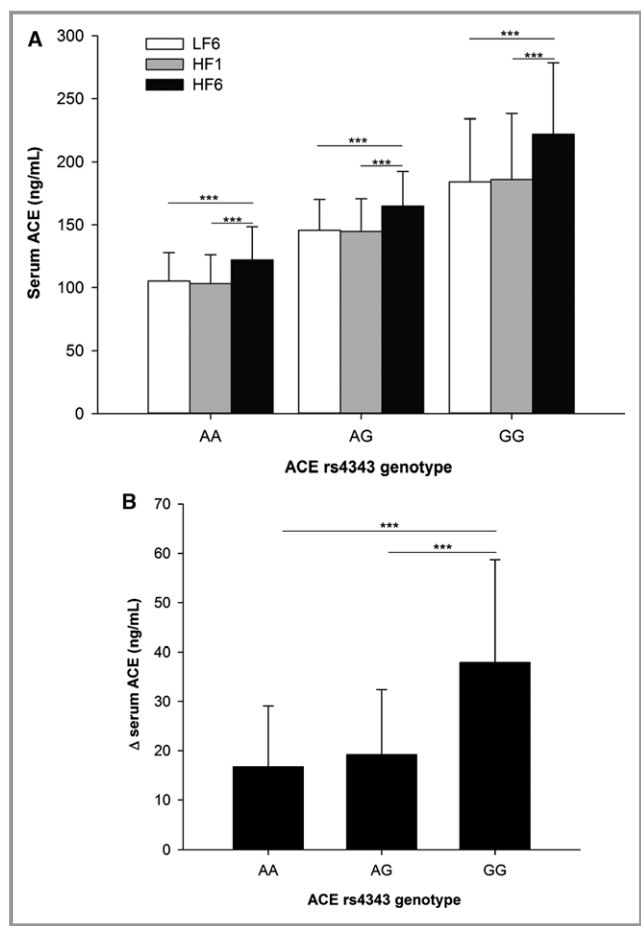 A
LF6
HF1
HF6
***
***
***
***
***
***
300
250
200
150
100
50
0
Serum ACE (ng/mL)
AA AG GG
ACE rs4343 genotype
B
***
***
70
60
50
40
30
20
10
0
Δ serum ACE (ng/mL)
AA AG GG
ACE rs4343 genotype